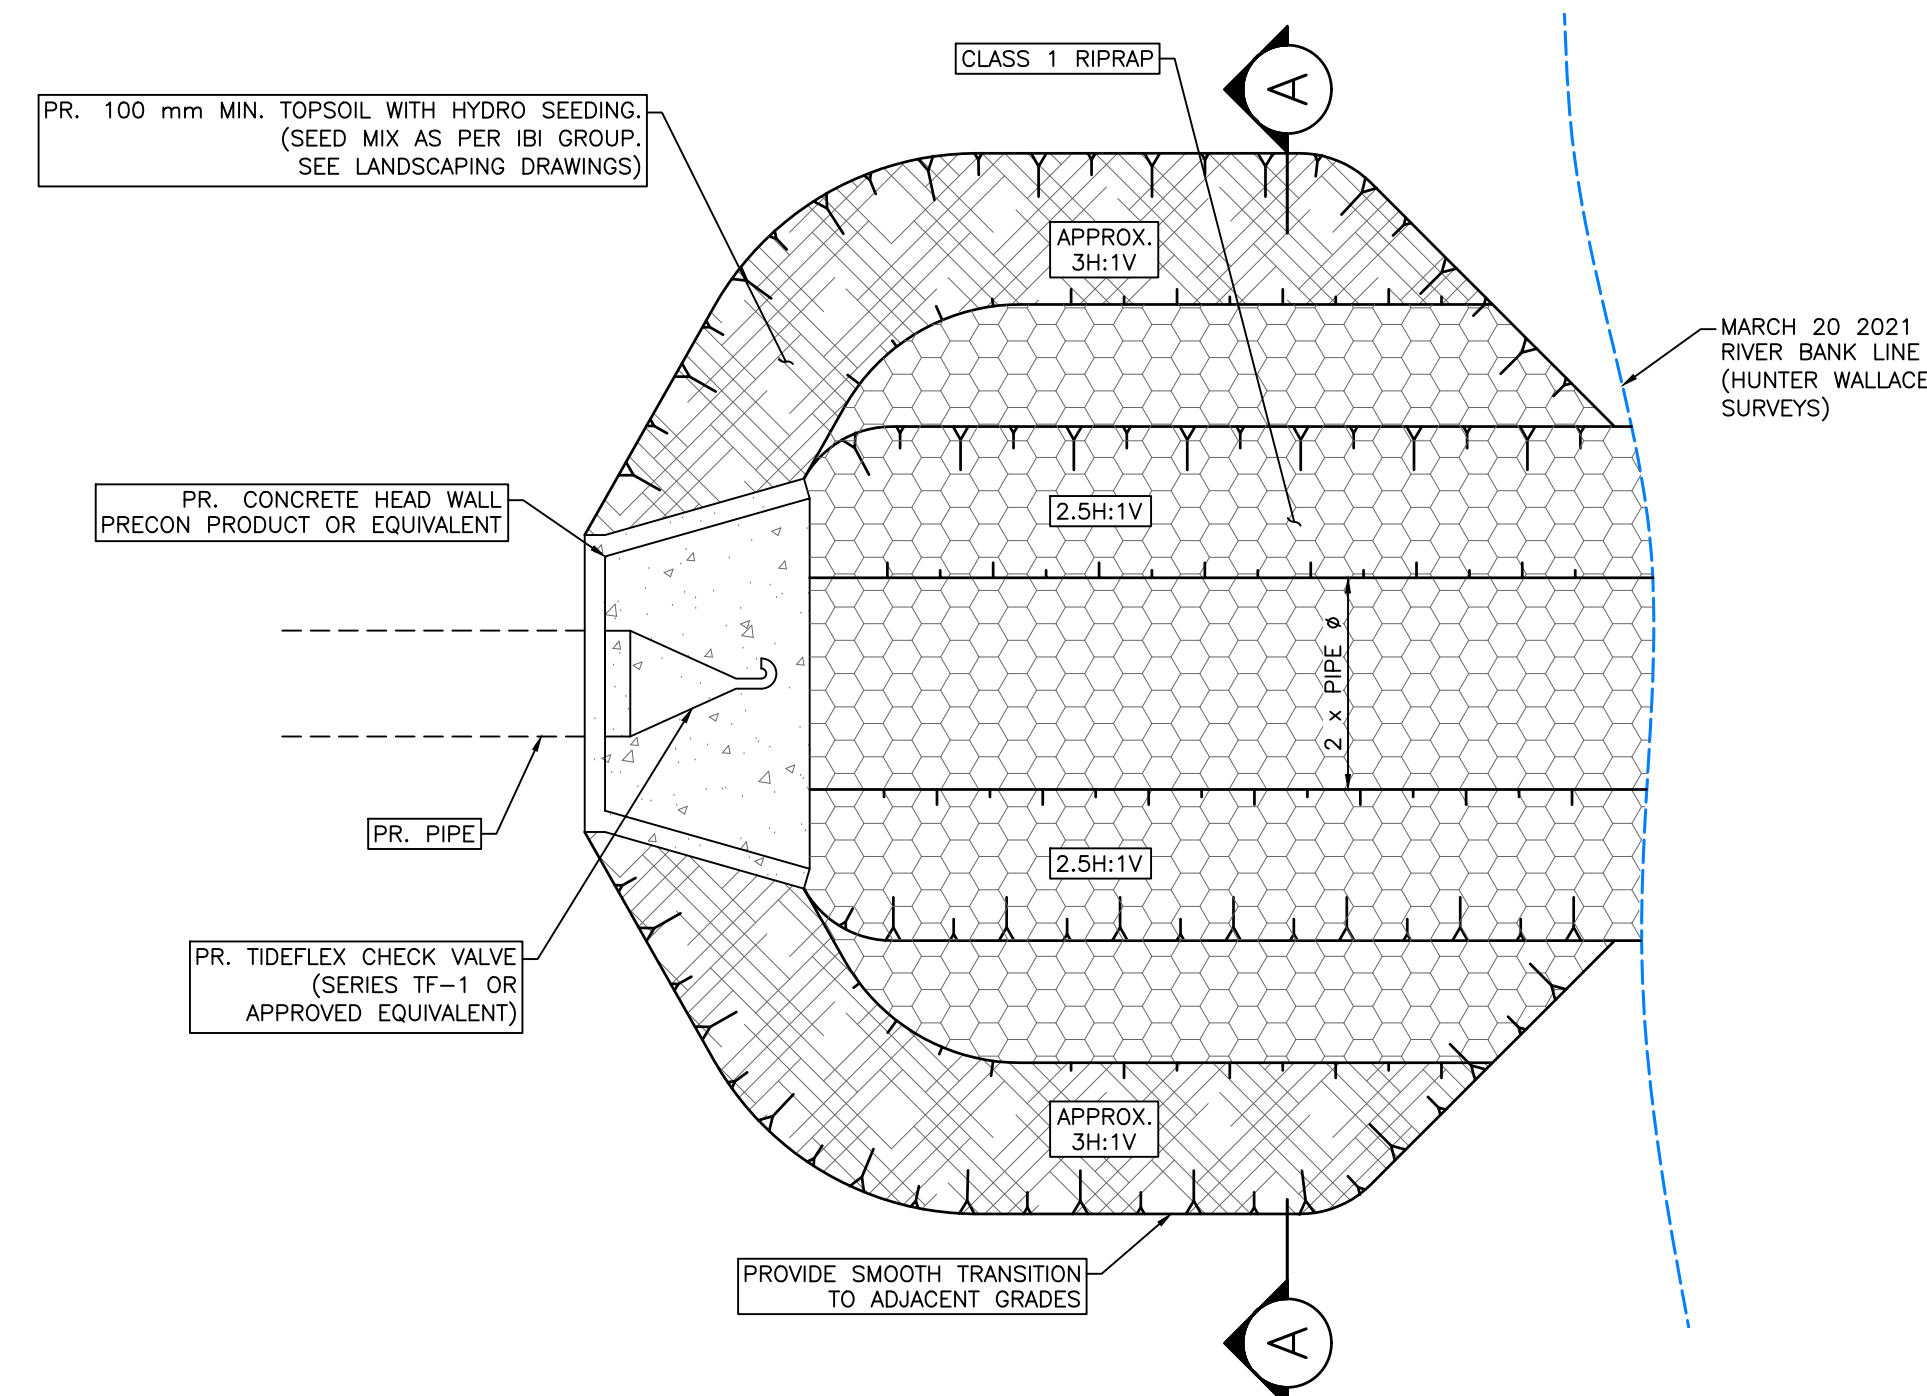 CLASS 1 RIPRAP
A
PR. 100 mm MIN. TOPSOIL WITH HYDRO SEEDING.
(SEED MIX AS PER IBI GROUP.
SEE LANDSCAPING DRAWINGS)
APPROX.
3H:1V
MARCH 20 2021
RIVER BANK LINE
(HUNTER WALLACE
SURVEYS)
PR. CONCRETE HEAD WALL
PRECON PRODUCT OR EQUIVALENT
2.5H:1V
2 x PIPE ø
PR. PIPE
2.5H:1V
PR. TIDEFLEX CHECK VALVE
(SERIES TF-1 OR
APPROVED EQUIVALENT)
APPROX.
3H:1V
PROVIDE SMOOTH TRANSITION
TO ADJACENT GRADES
A